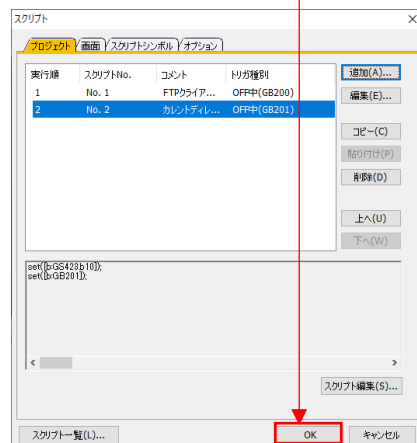 スクリプト
プロジェクト 画面 スクリプトシンボル オプション
実行順 スクリプトNo. コメント トリガ種別
1 No. 1 FTPクライア... OFF中(GB200)
2 No. 2 カレントディレ... OFF中(GB201)
追加(A)...
編集(E)...
コピー(C)
貼り付け(P)
削除(D)
上へ(U)
下へ(W)
set([b:GS423.b10]);
set([b:GB201]);
スクリプト編集(S)...
スクリプト一覧(L)...
OK
キャンセル